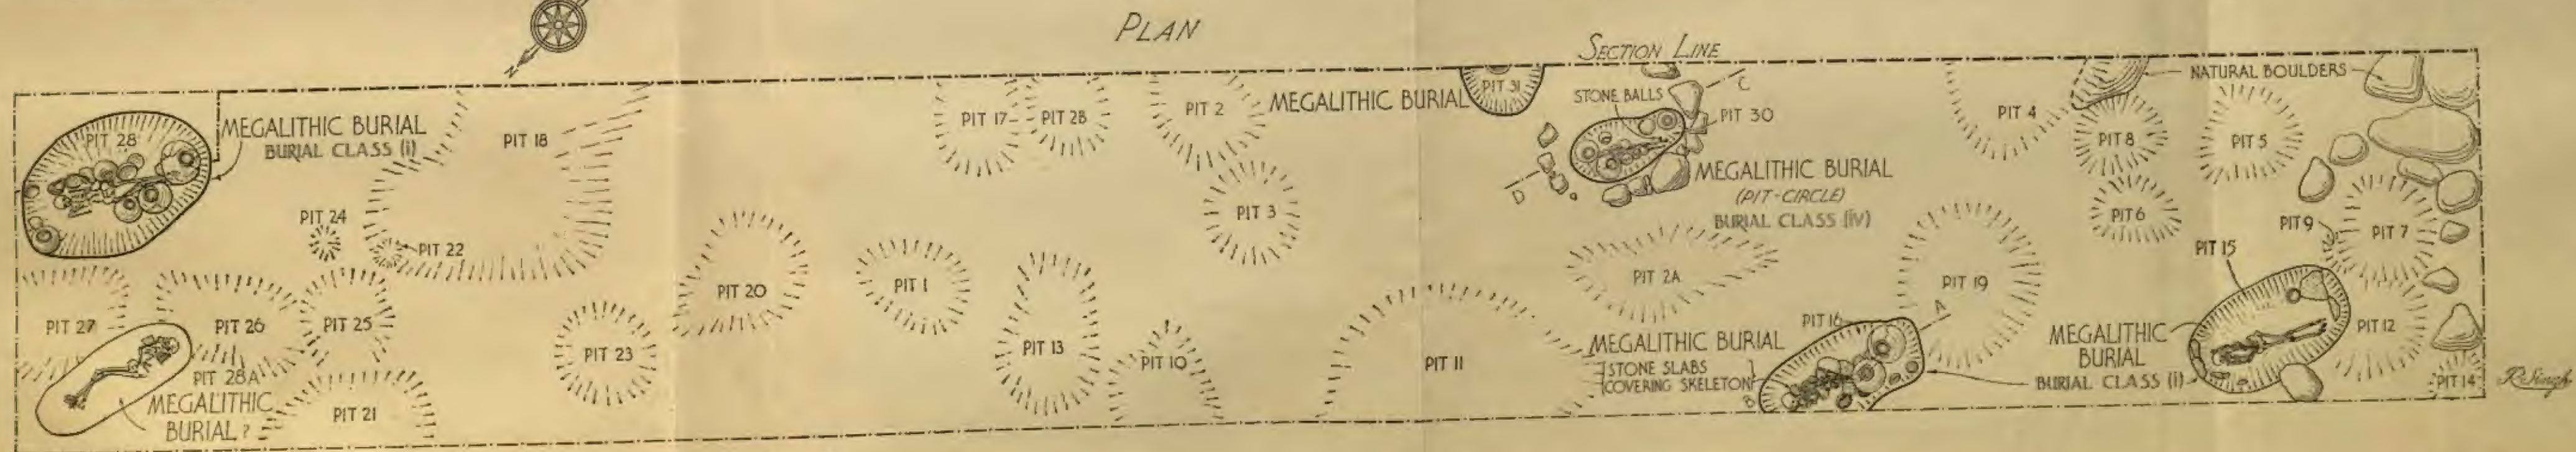 PLAN
SECTION LINE
N
NATURAL BOULDERS
PIT 28
MEGALITHIC BURIAL
BURIAL CLASS (i)
PIT 18
PIT 17
PIT 2B
PIT 2
MEGALITHIC BURIAL
PIT 31
STONE BALLS
C
PIT 30
PIT 4
PIT 8
PIT 5
D
MEGALITHIC BURIAL
(PIT-CIRCLE)
BURIAL CLASS (iv)
PIT 24
PIT 22
PIT 3
PIT 6
PIT 9
PIT 7
PIT 15
PIT 20
PIT 1
PIT 2A
PIT 19
PIT 27
PIT 26
PIT 25
PIT 23
PIT 13
PIT 10
PIT 11
A
PIT 16
MEGALITHIC BURIAL
STONE SLABS
COVERING SKELETON
B
MEGALITHIC
BURIAL
BURIAL CLASS (i)
PIT 12
PIT 14
PIT 28A
MEGALITHIC
BURIAL ?
PIT 21
R. Singh